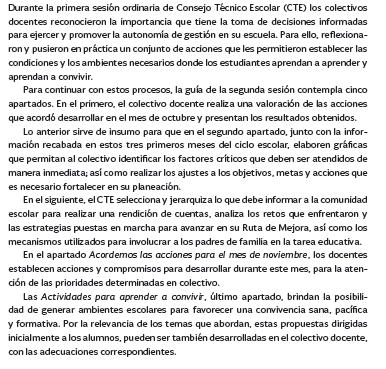 Durante la primera sesión ordinaria de Consejo Técnico Escolar (CTE) los colectivos
docentes reconocieron la importancia que tiene la toma de decisiones informadas
para ejercer y promover la autonomía de gestión en su escuela. Para ello, reflexiona-
ron y pusieron en práctica un conjunto de acciones que les permitieron establecer las
condiciones y los ambientes necesarios donde los estudiantes aprendan a aprender y
aprendan a convivir.
Para continuar con estos procesos, la guía de la segunda sesión contempla cinco
apartados. En el primero, el colectivo docente realiza una valoración de las acciones
que acordó desarrollar en el mes de octubre y presentan los resultados obtenidos.
Lo anterior sirve de insumo para que en el segundo apartado, junto con la infor-
mación recabada en estos tres primeros meses del ciclo escolar, elaboren gráficas
que permitan al colectivo identificar los factores críticos que deben ser atendidos de
manera inmediata; así como realizar los ajustes a los objetivos, metas y acciones que
es necesario fortalecer en su planeación.
En el siguiente, el CTE selecciona y jerarquiza lo que debe informar a la comunidad
escolar para realizar una rendición de cuentas, analiza los retos que enfrentaron y
las estrategias puestas en marcha para avanzar en su Ruta de Mejora, así como los
mecanismos utilizados para involucrar a los padres de familia en la tarea educativa.
En el apartado Acordemos las acciones para el mes de noviembre, los docentes
establecen acciones y compromisos para desarrollar durante este mes, para la aten-
ción de las prioridades determinadas en colectivo.
Las Actividades para aprender a convivir, último apartado, brindan la posibili-
dad de generar ambientes escolares para favorecer una convivencia sana, pacífica
y formativa. Por la relevancia de los temas que abordan, estas propuestas dirigidas
inicialmente a los alumnos, pueden ser también desarrolladas en el colectivo docente,
con las adecuaciones correspondientes.